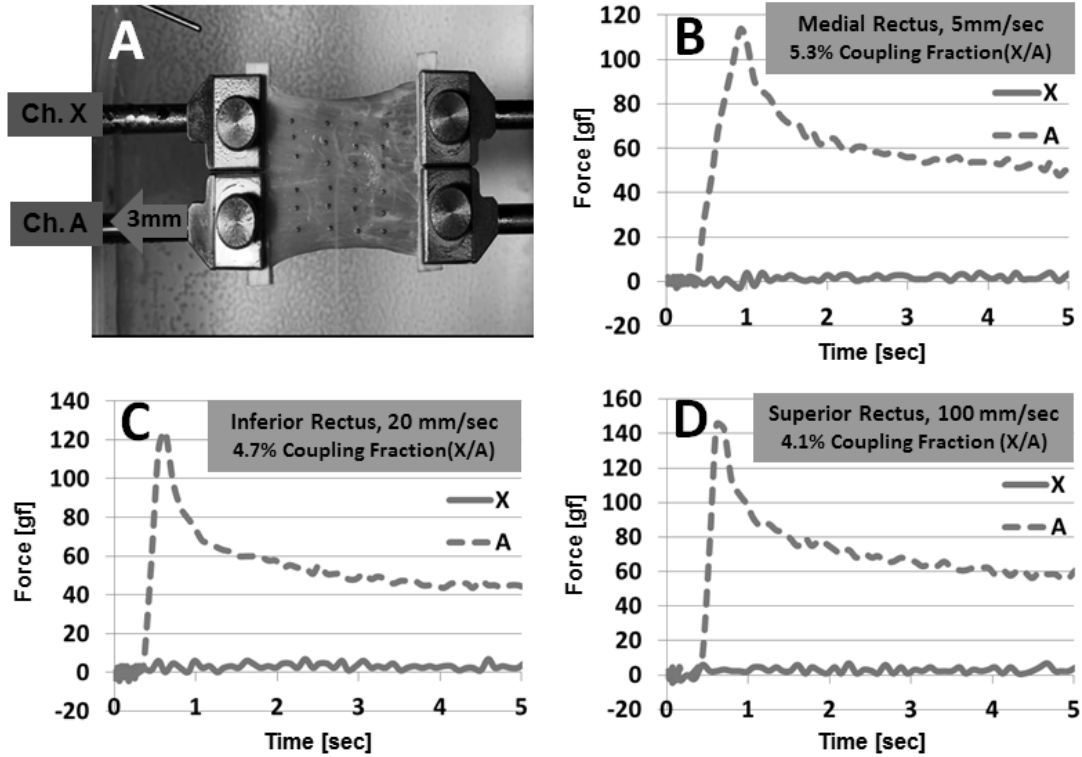 A
Ch. X
Ch. A
3mm
B
Medial Rectus, 5mm/sec
5.3% Coupling Fraction(X/A)
X
A
Force [gf]
120
100
80
60
40
20
0
-20
0 1 2 3 4 5
Time [sec]
C
Inferior Rectus, 20 mm/sec
4.7% Coupling Fraction(X/A)
X
A
Force [gf]
140
120
100
80
60
40
20
0
-20
0 1 2 3 4 5
Time [sec]
D
Superior Rectus, 100 mm/sec
4.1% Coupling Fraction (X/A)
X
A
Force [gf]
160
140
120
100
80
60
40
20
0
-20
0 1 2 3 4 5
Time [sec]